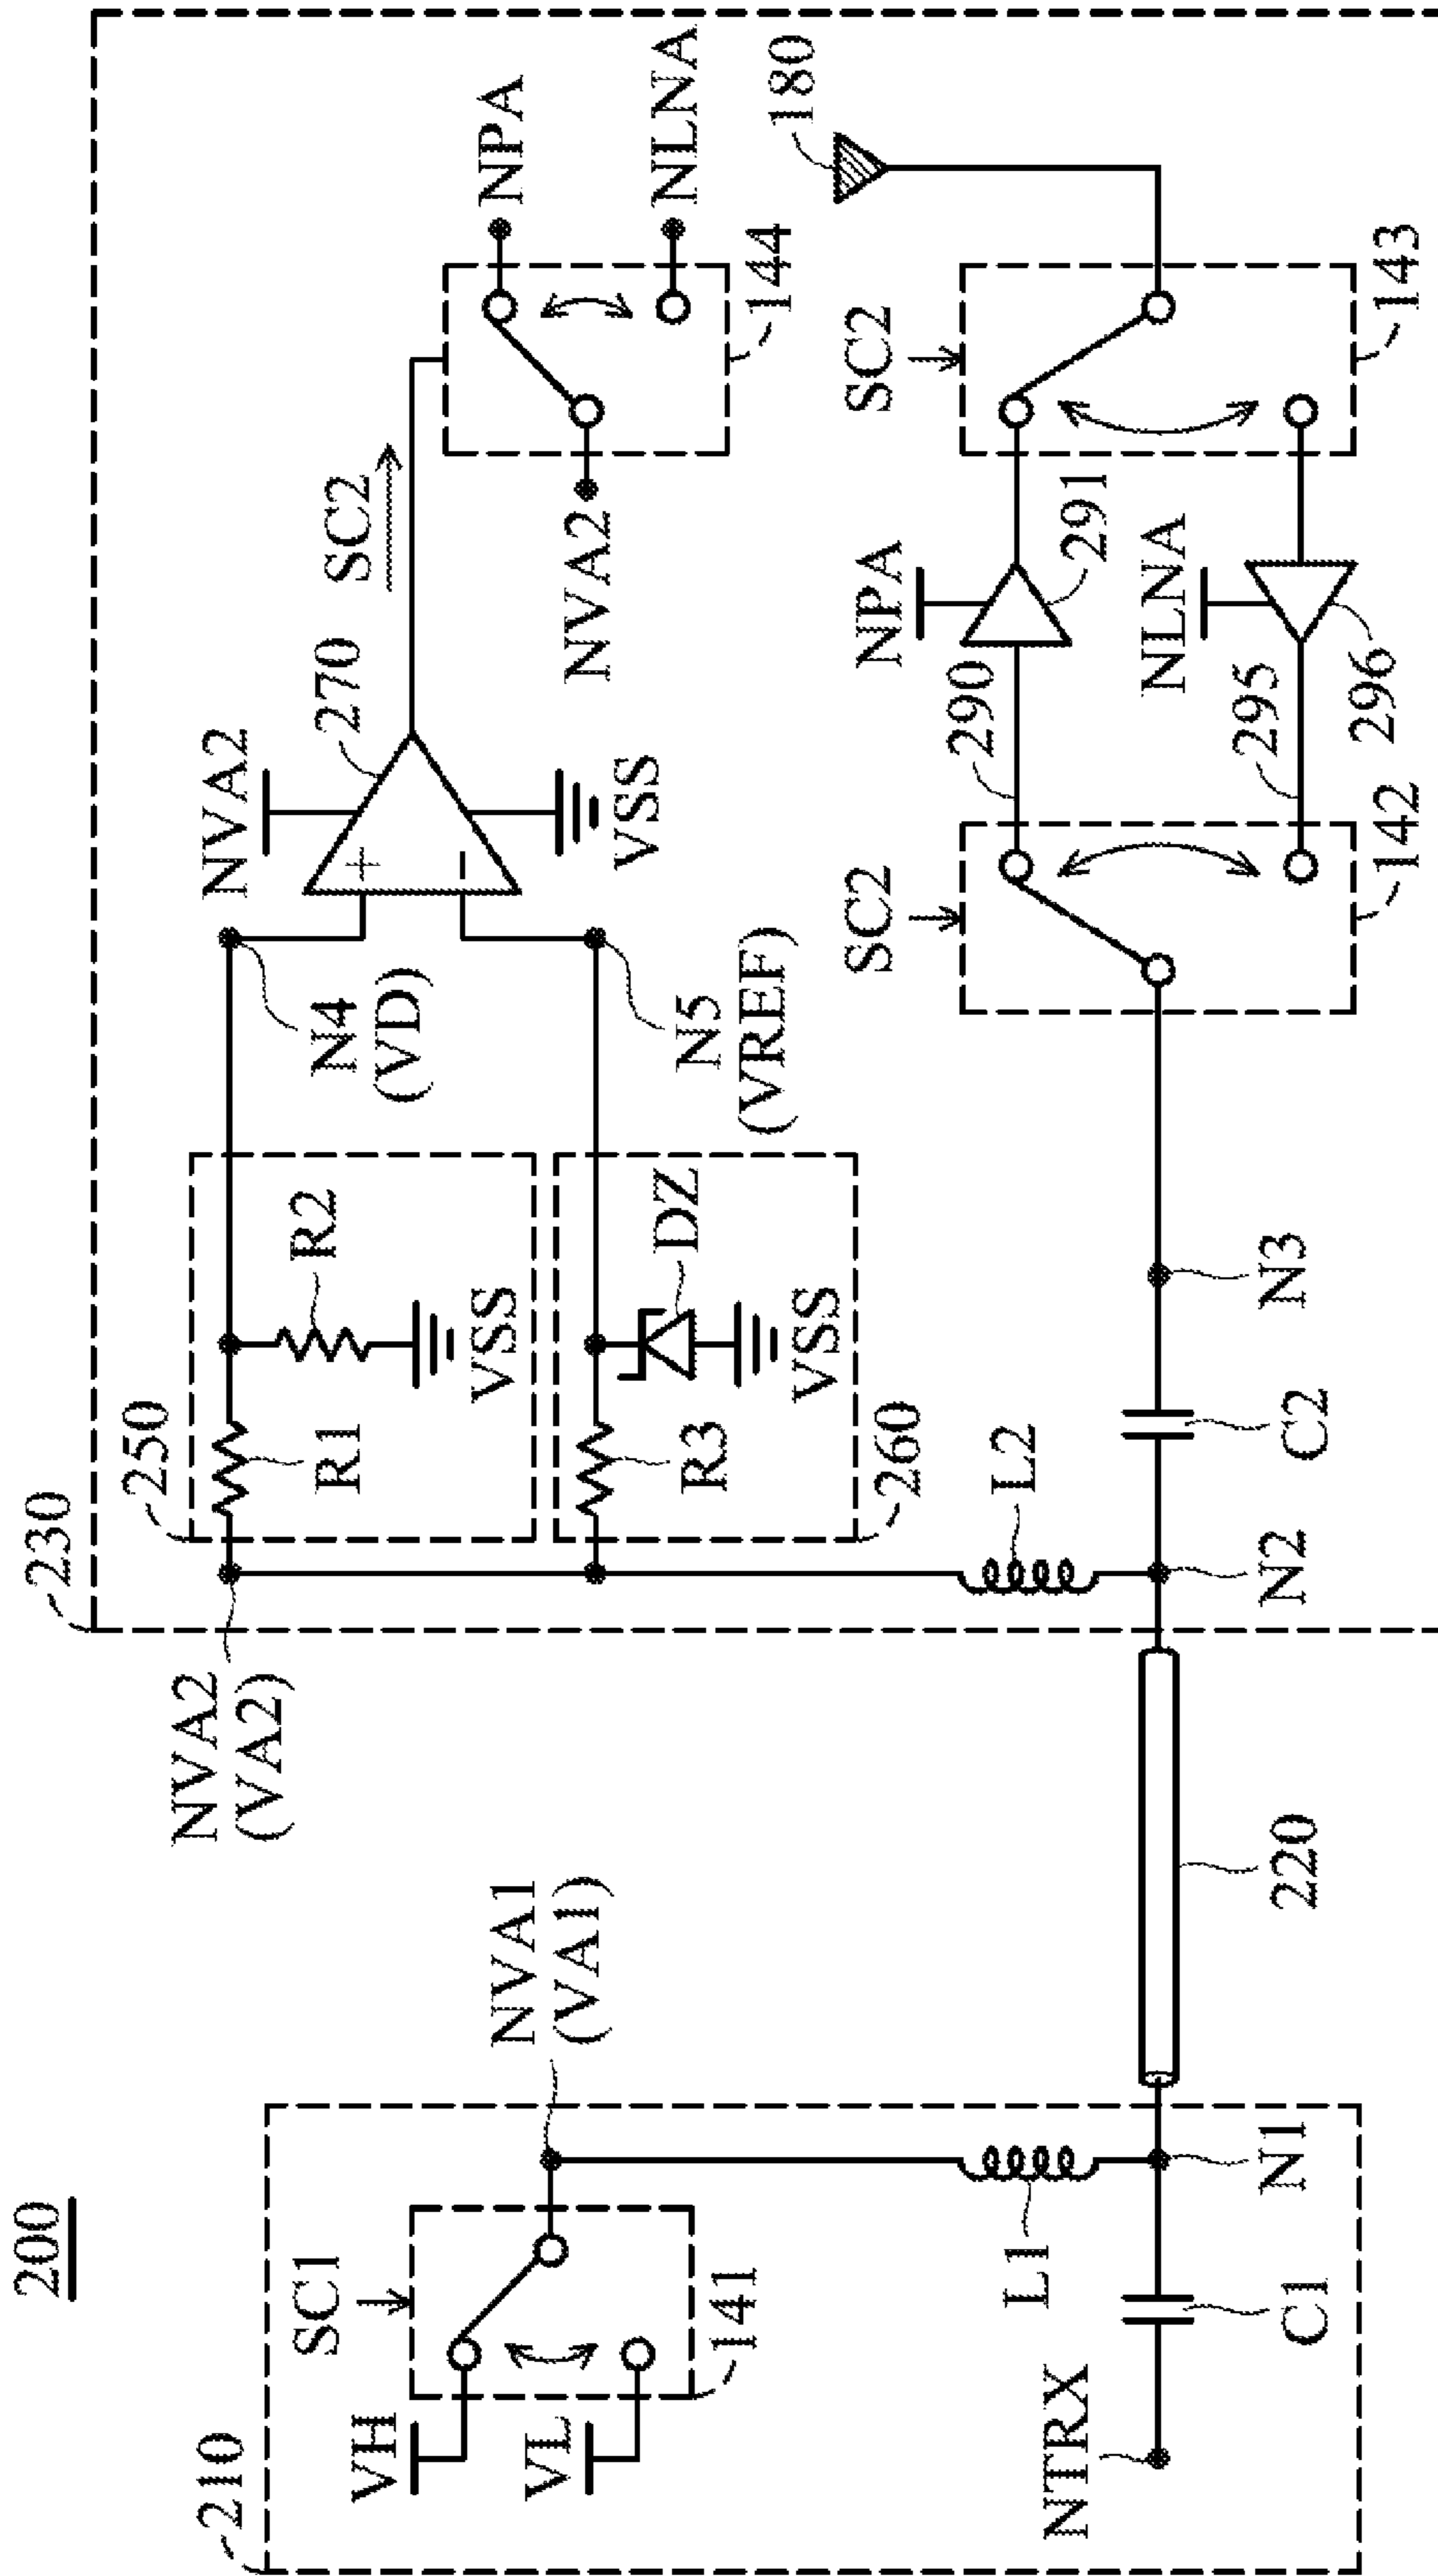 200
210
230
SC1
VH
VL
141
NVA1
(VA1)
NTRX
C1
L1
N1
220
NVA2
(VA2)
250
R1
R2
VSS
R3
DZ
VSS
260
L2
N2
C2
N3
N4
(VD)
N5
(VREF)
NVA2
270
+
−
VSS
SC2
NVA2
NPA
NLNA
144
180
SC2
142
290
NPA
291
295
NLNA
296
SC2
143